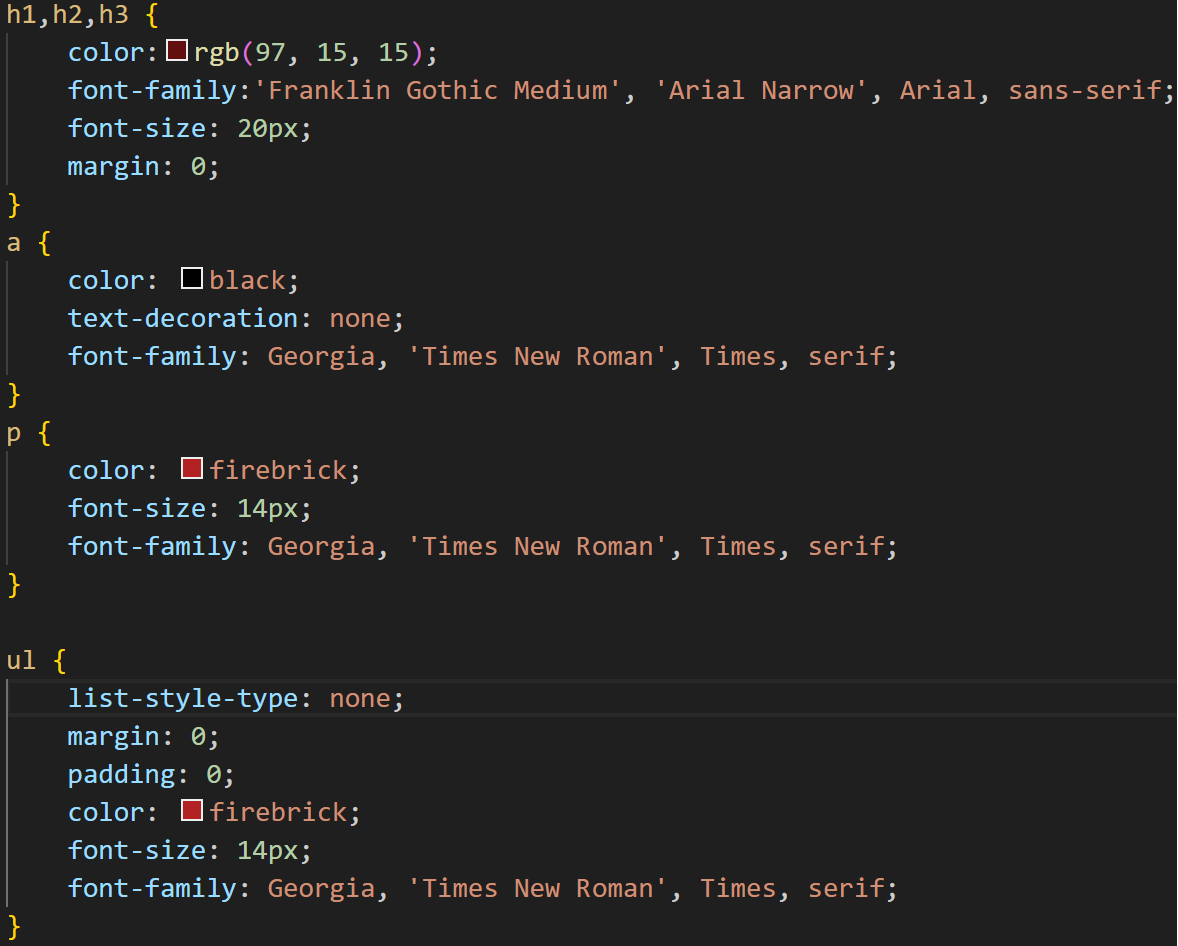 h1,h2,h3 {
    color: rgb(97, 15, 15);
    font-family:'Franklin Gothic Medium', 'Arial Narrow', Arial, sans-serif;
    font-size: 20px;
    margin: 0;
}
a {
    color: black;
    text-decoration: none;
    font-family: Georgia, 'Times New Roman', Times, serif;
}
p {
    color: firebrick;
    font-size: 14px;
    font-family: Georgia, 'Times New Roman', Times, serif;
}

ul {
    list-style-type: none;
    margin: 0;
    padding: 0;
    color: firebrick;
    font-size: 14px;
    font-family: Georgia, 'Times New Roman', Times, serif;
}